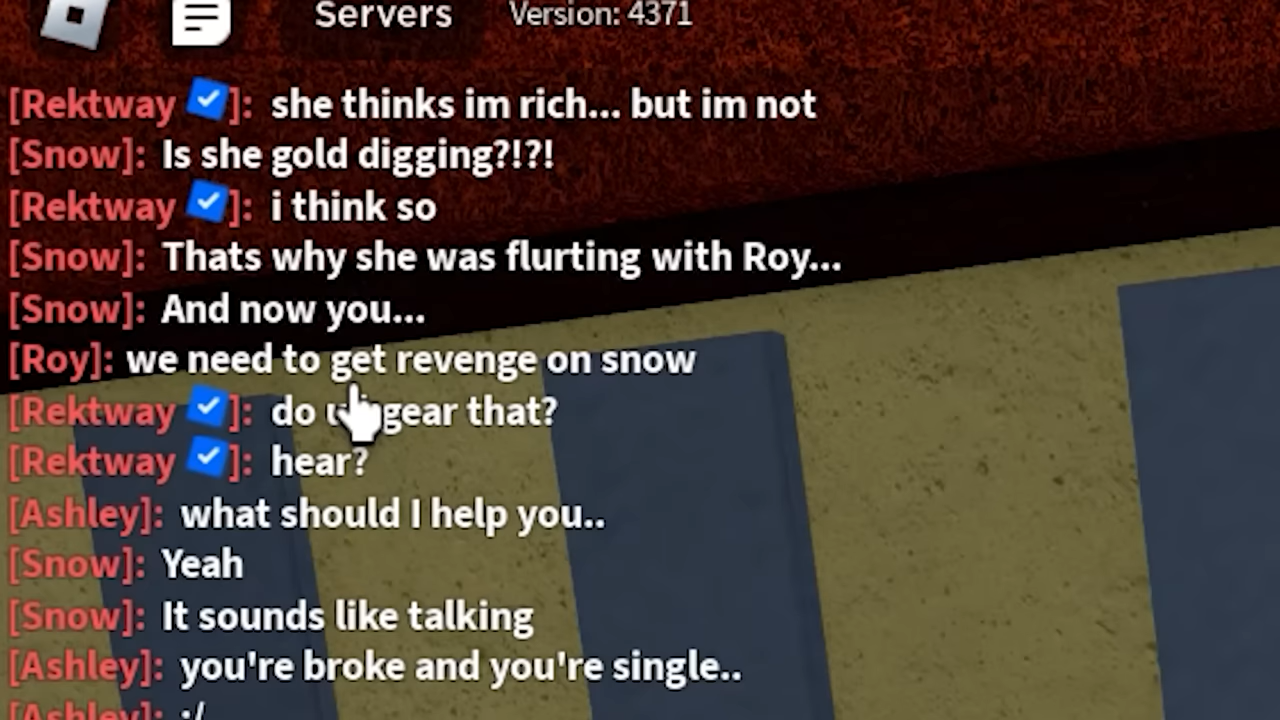 Servers Version: 4371
[Rektway ]: she thinks im rich... but im not
[Snow]: Is she gold digging?!?!
[Rektway ]: i think so
[Snow]: Thats why she was flurting with Roy...
[Snow]: And now you...
[Roy]: we need to get revenge on snow
[Rektway ]: do gear that?
[Rektway ]: hear?
[Ashley]: what should I help you..
[Snow]: Yeah
[Snow]: It sounds like talking
[Ashley]: you're broke and you're single..
[Ashley]: :/